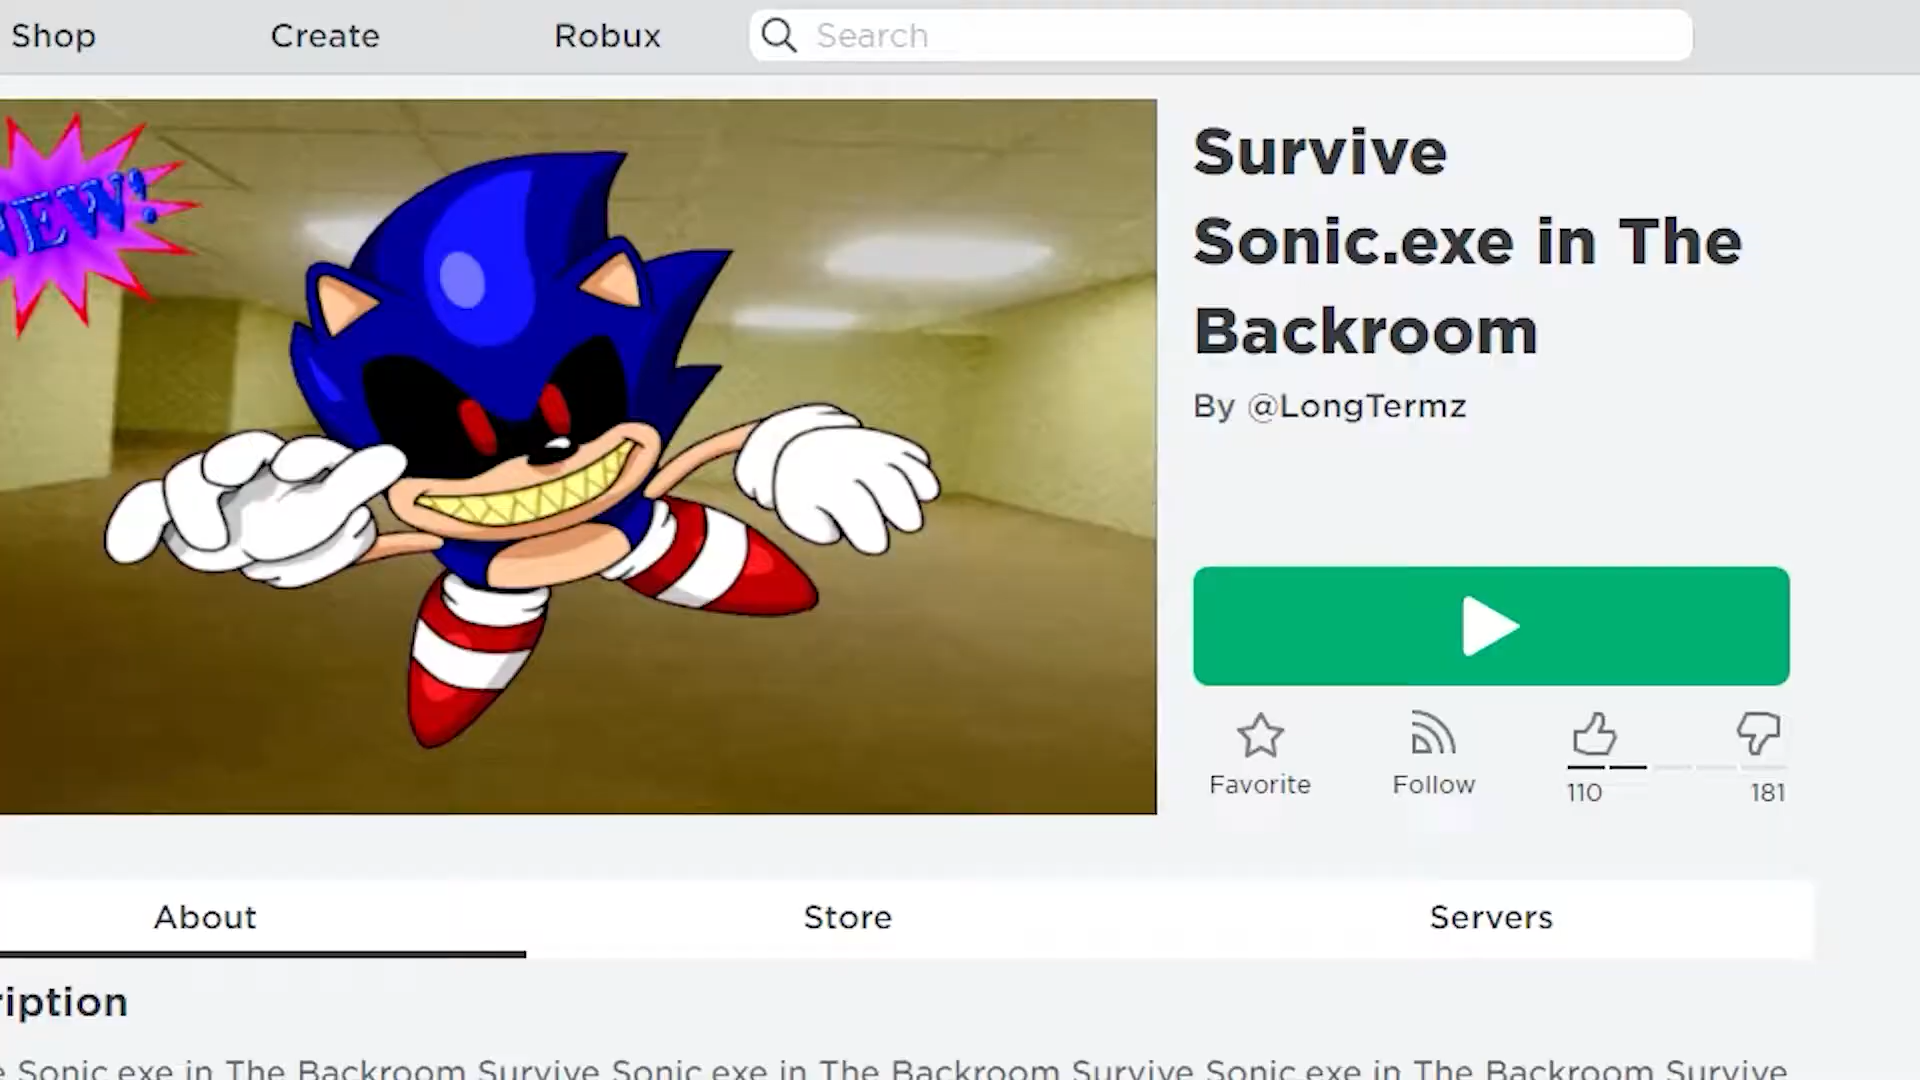 Shop Create Robux Search
NEW!
Survive
Sonic.exe in The
Backroom
By @LongTermz
Favorite Follow 110 181
About Store Servers
ription
e Sonic.exe in The Backroom Survive Sonic.exe in The Backroom Survive Sonic.exe in The Backroom Survive